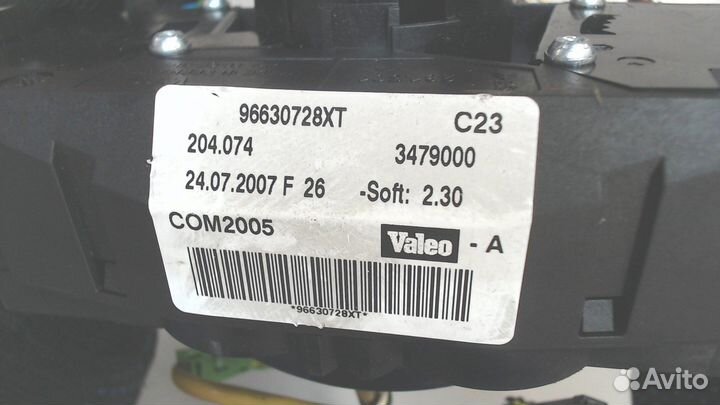 96630728XT C23
204.074 3479000
24.07.2007 F 26 -Soft: 2.30
COM2005 Valeo - A
*96630728XT*
Avito